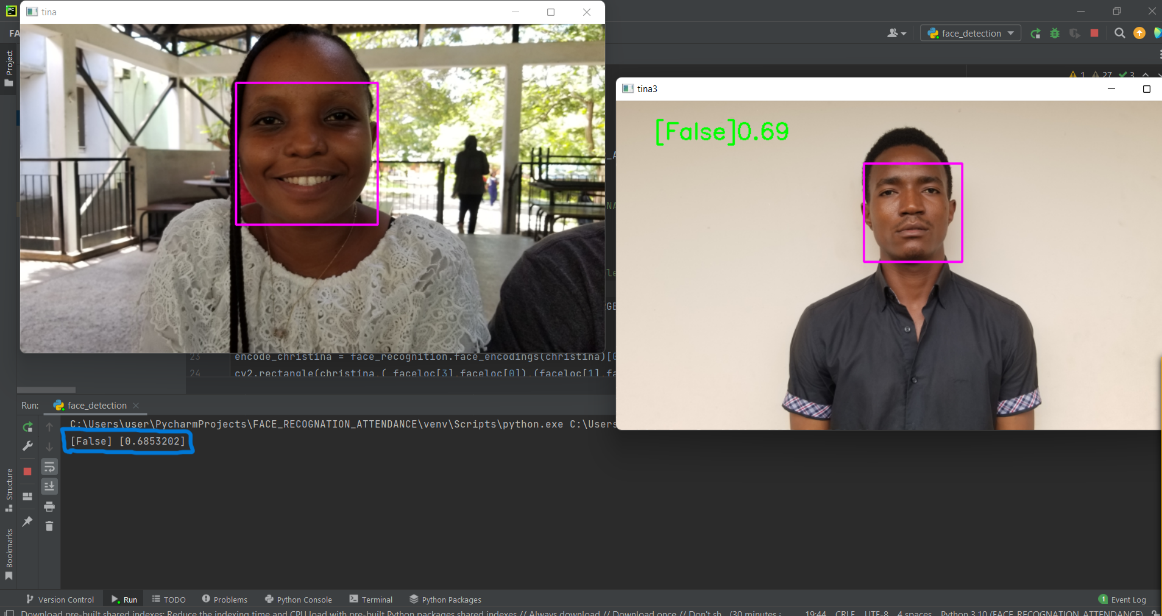 tina
FA
face_detection
Project
1 27 3
tina3
[False]0.69
23
encode_christina = face_recognition.face_encodings(christina)[0
24
cv2.rectangle(christina,( faceloc[3],faceloc[0]),(faceloc[1],fa
Run: face_detection
C:\Users\user\PycharmProjects\FACE_RECOGNATION_ATTENDANCE\venv\Scripts\python.exe C:\Users
[False] [0.6853202]
Structure
Bookmarks
Version Control Run TODO Problems Python Console Terminal Python Packages Event Log
Download pre-built shared indexes: Reduce the indexing time and CPU load with pre-built Python packages shared indexes // Always download // Download once // Don't sh... (30 minutes 19:44 CRLF UTF-8 4 spaces Python 3.10 (FACE_RECOGNATION_ATTENDANCE)